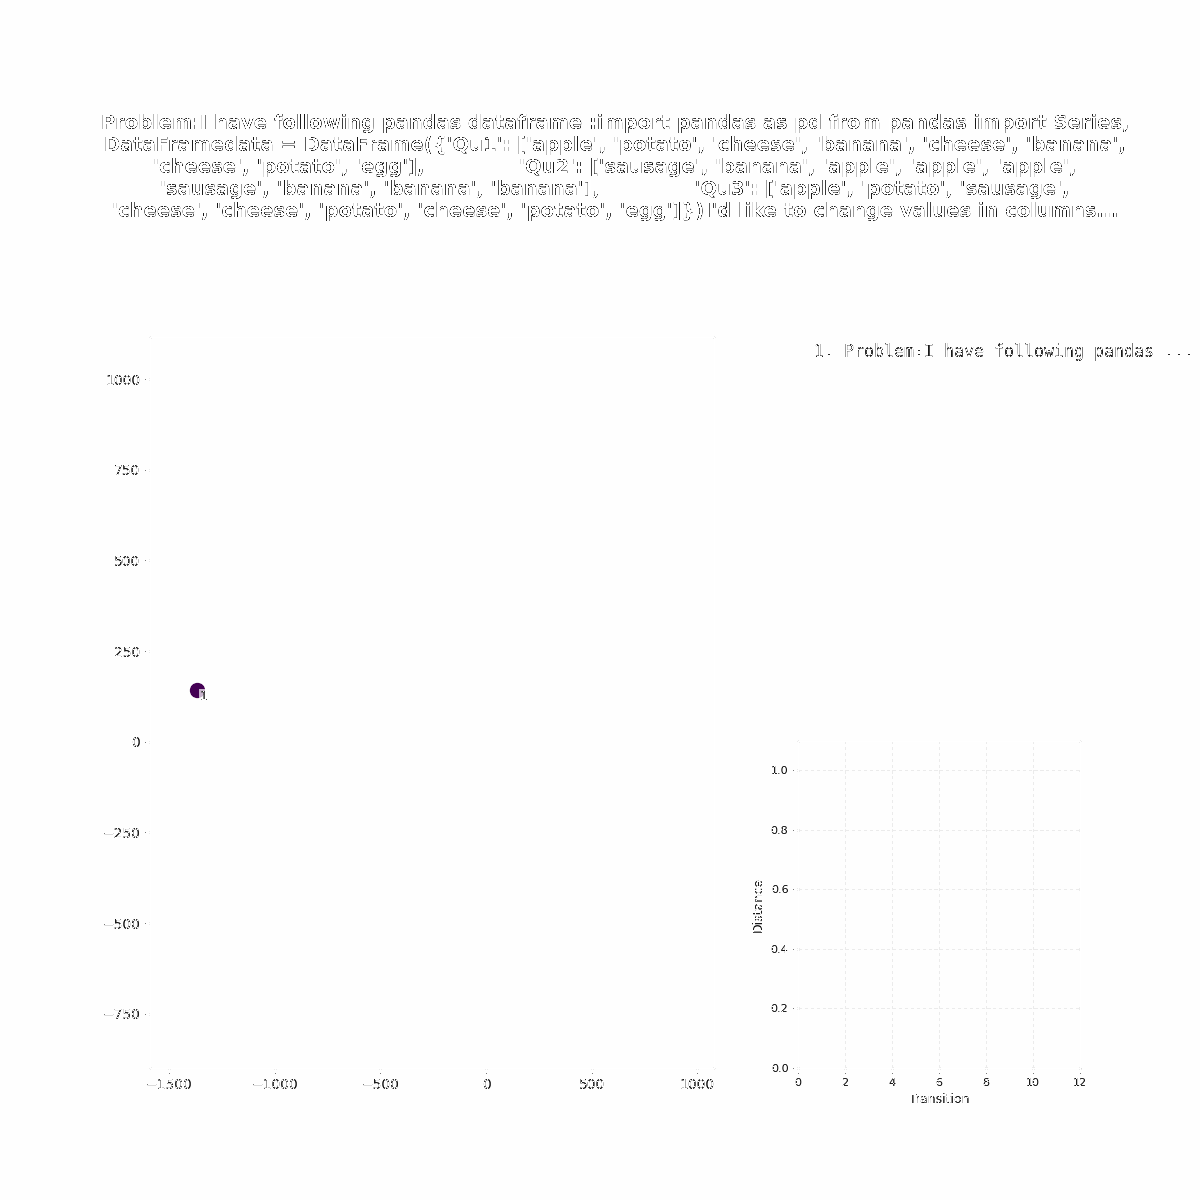 Problem:I have following pandas dataframe :import pandas as pd from pandas import Series,
DataFramedata = DataFrame({'Qu1': ['apple', 'potato', 'cheese', 'banana', 'cheese', 'banana',
'cheese', 'potato', 'egg'], 'Qu2': ['sausage', 'banana', 'apple', 'apple', 'apple',
'sausage', 'banana', 'banana', 'banana'], 'Qu3': ['apple', 'potato', 'sausage',
'cheese', 'cheese', 'potato', 'cheese', 'potato', 'egg']})I'd like to change values in columns...
1. Problem:I have following pandas ...
1000
750
500
250
0
−250
−500
−750
−1500 −1000 −500 0 500 1000
1
1.0
0.8
0.6
0.4
0.2
0.0
Distance
0 2 4 6 8 10 12
Transition